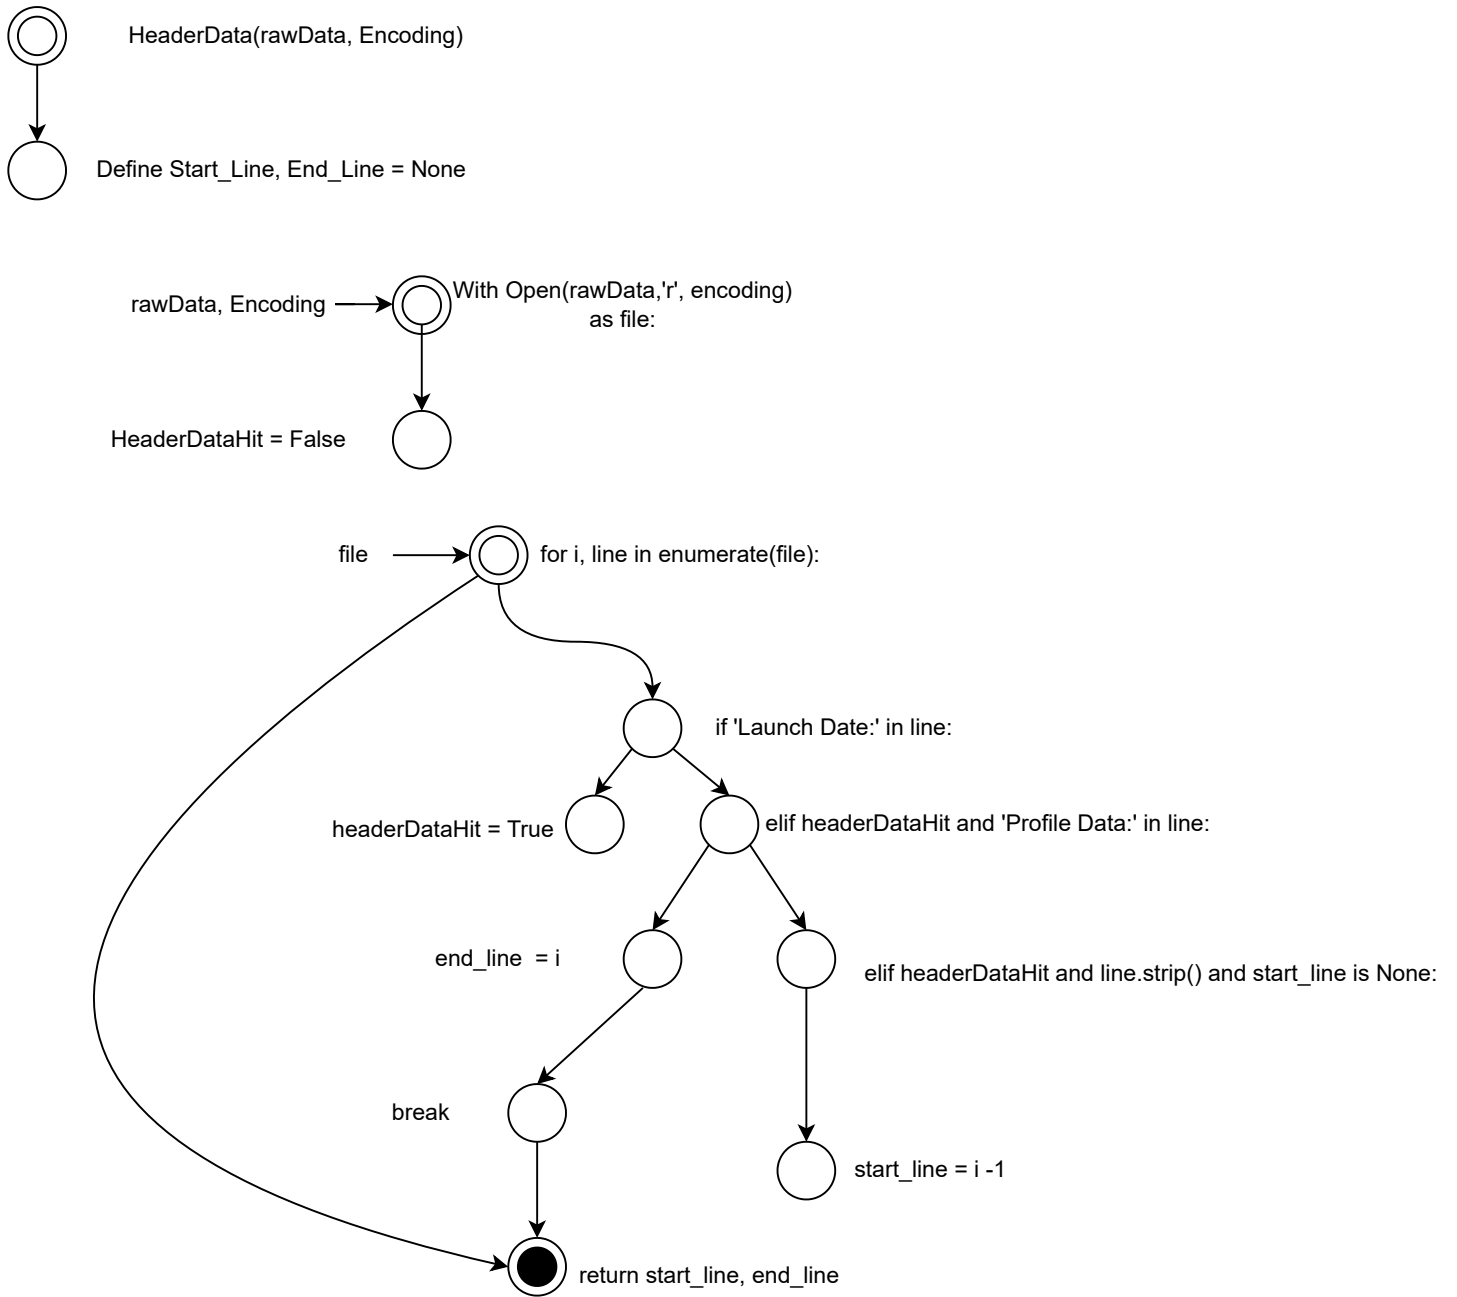 HeaderData(rawData, Encoding)
Define Start_Line, End_Line = None
rawData, Encoding
With Open(rawData,'r', encoding)
as file:
HeaderDataHit = False
file
for i, line in enumerate(file):
if 'Launch Date:' in line:
headerDataHit = True
elif headerDataHit and 'Profile Data:' in line:
end_line  = i
elif headerDataHit and line.strip() and start_line is None:
break
start_line = i -1
return start_line, end_line